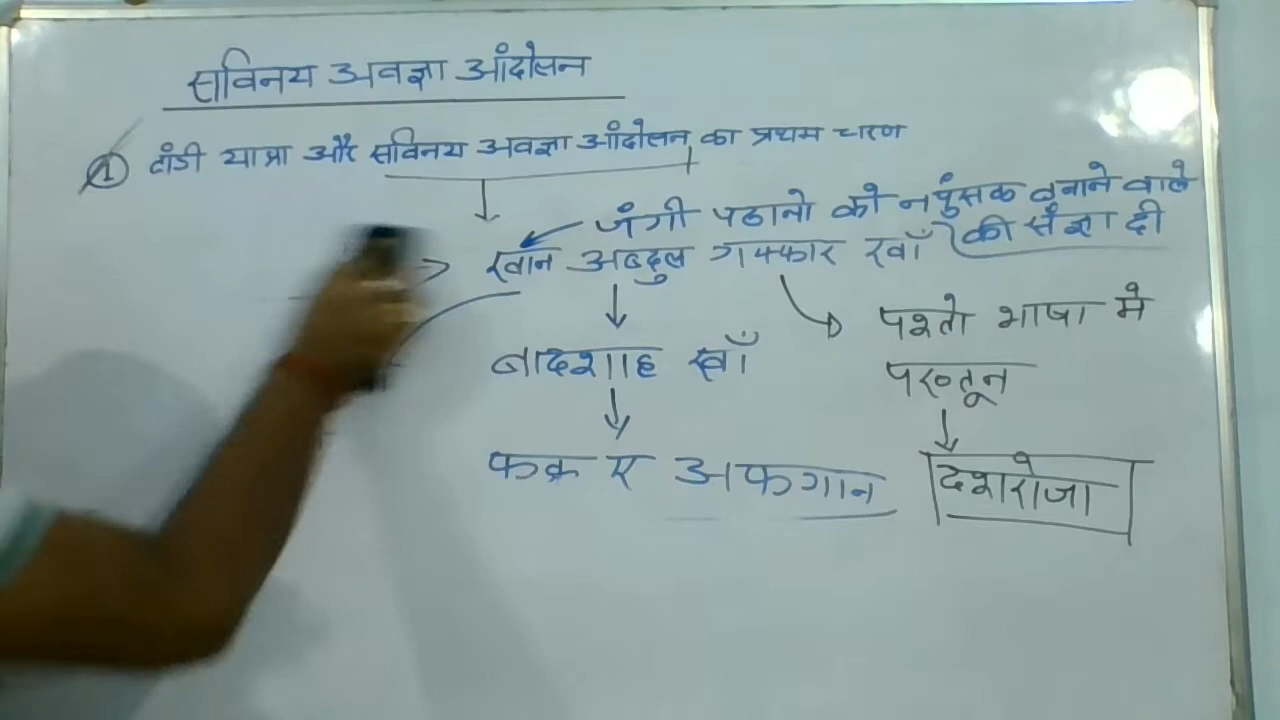 सविनय अवज्ञा आंदोलन
① दांडी यात्रा और सविनय अवज्ञा आंदोलन का प्रथम चरण
जंगी पठानो को नपुंसक बनाने वाले
की संज्ञा दी
खान अब्दुल गफ्फार खाँ
पश्तो भाषा मे
बादशाह खाँ
पख्तून
फक्र ए अफगान
देशरोजा